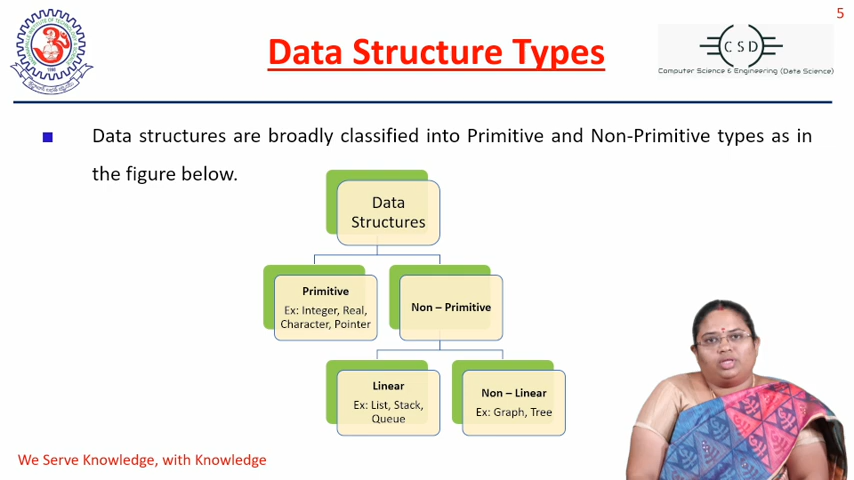 5
Data Structure Types
CSD
Computer Science & Engineering (Data Science)
Data structures are broadly classified into Primitive and Non-Primitive types as in
the figure below.
Data
Structures
Primitive
Ex: Integer, Real,
Character, Pointer
Non – Primitive
Linear
Ex: List, Stack,
Queue
Non – Linear
Ex: Graph, Tree
We Serve Knowledge, with Knowledge